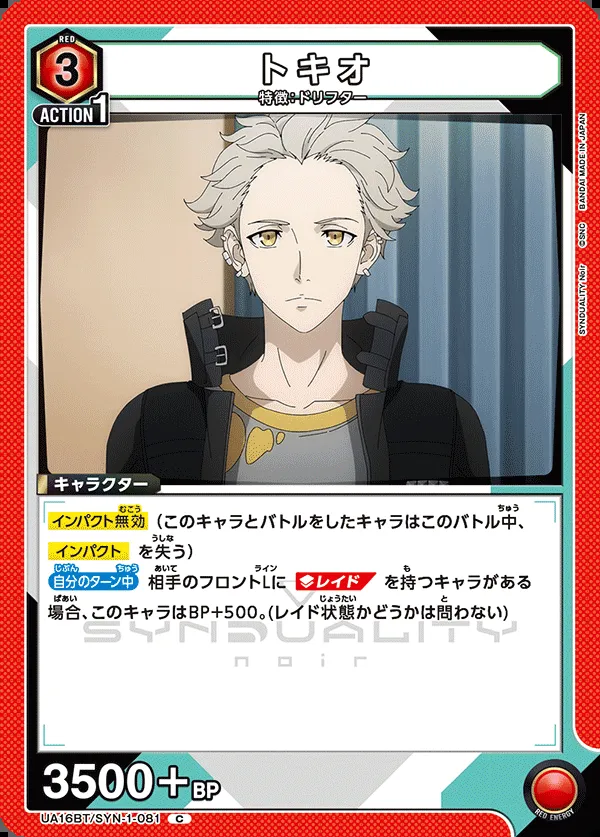 RED
3
ACTION 1
トキオ
特徴:ドリフター
SYNDUALITY Noir ©SNC BANDAI MADE IN JAPAN
キャラクター
インパクト無効(このキャラとバトルをしたキャラはこのバトル中、
インパクト を失う)
自分のターン中 相手のフロントLに レイド を持つキャラがある
場合、このキャラはBP+500。(レイド状態かどうかは問わない)
SYNDUALITY
noir
3500+BP
RED ENERGY
UA16BT/SYN-1-081 C